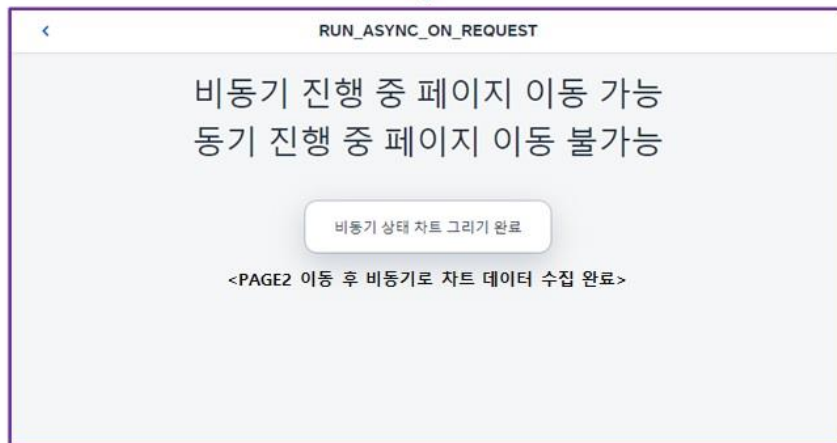 RUN_ASYNC_ON_REQUEST
비동기 진행 중 페이지 이동 가능
동기 진행 중 페이지 이동 불가능
비동기 상태 차트 그리기 완료
<PAGE2 이동 후 비동기로 차트 데이터 수집 완료>